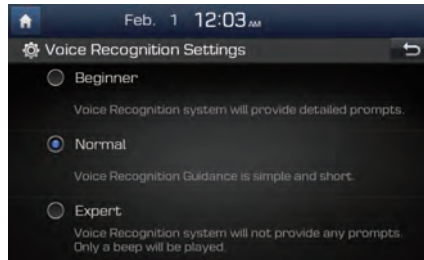 Feb. 1 12:03 AM
Voice Recognition Settings
Beginner
Voice Recognition system will provide detailed prompts.
Normal
Voice Recognition Guidance is simple and short.
Expert
Voice Recognition system will not provide any prompts.
Only a beep will be played.